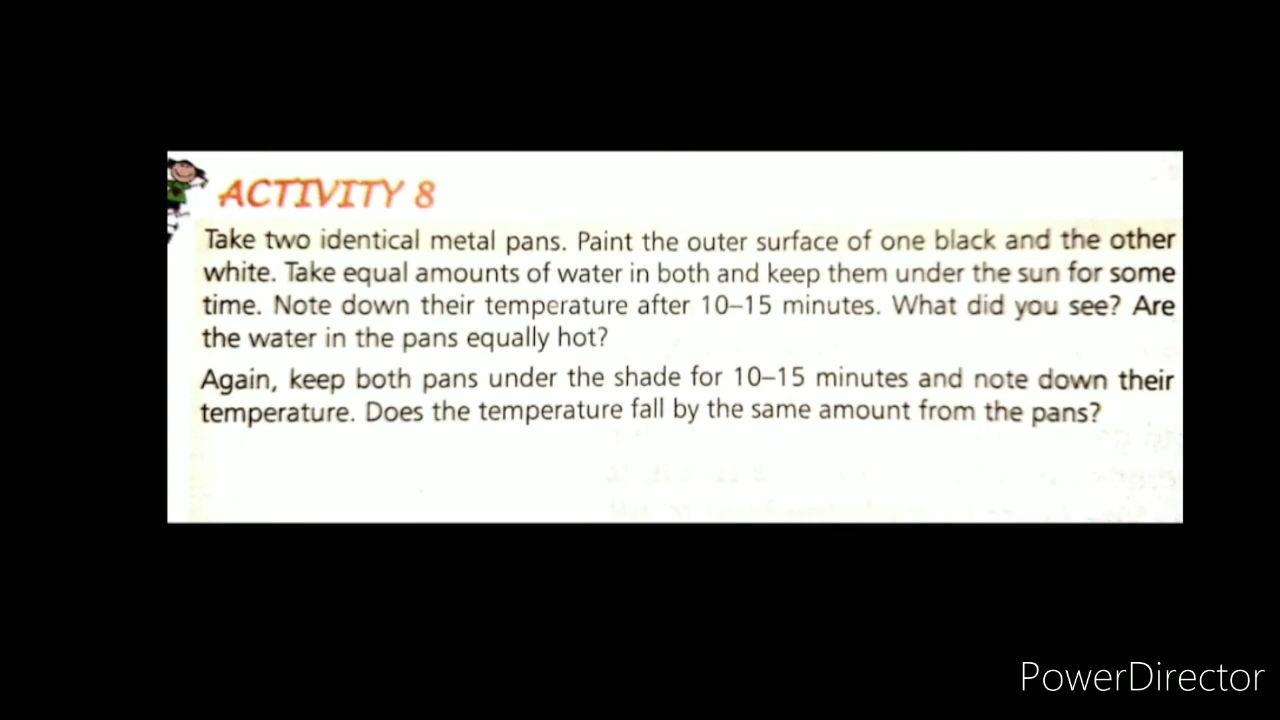 ACTIVITY 8
Take two identical metal pans. Paint the outer surface of one black and the other
white. Take equal amounts of water in both and keep them under the sun for some
time. Note down their temperature after 10–15 minutes. What did you see? Are
the water in the pans equally hot?
Again, keep both pans under the shade for 10–15 minutes and note down their
temperature. Does the temperature fall by the same amount from the pans?
PowerDirector